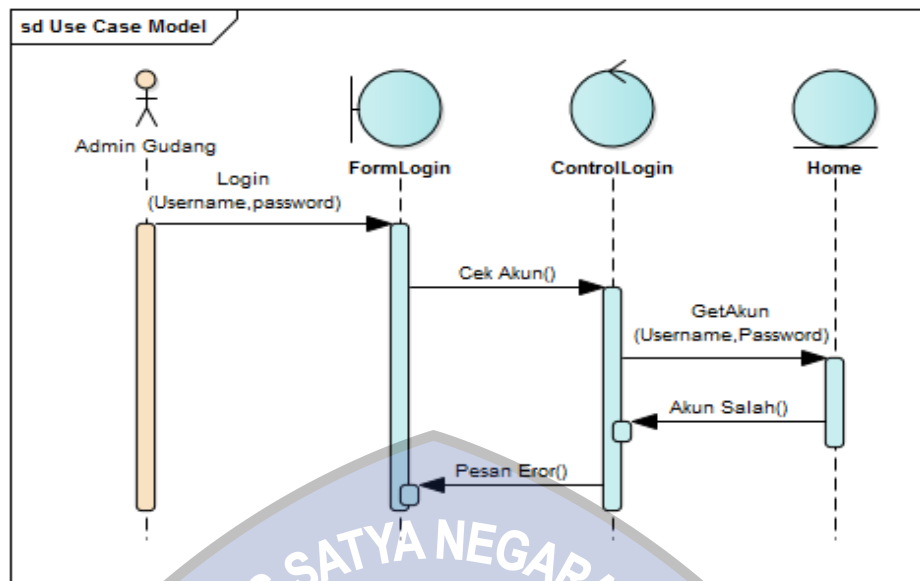 sd Use Case Model
Admin Gudang
FormLogin
ControlLogin
Home
Login
(Username,password)
Cek Akun()
GetAkun
(Username,Password)
Akun Salah()
Pesan Eror()
SATYA NEGARA